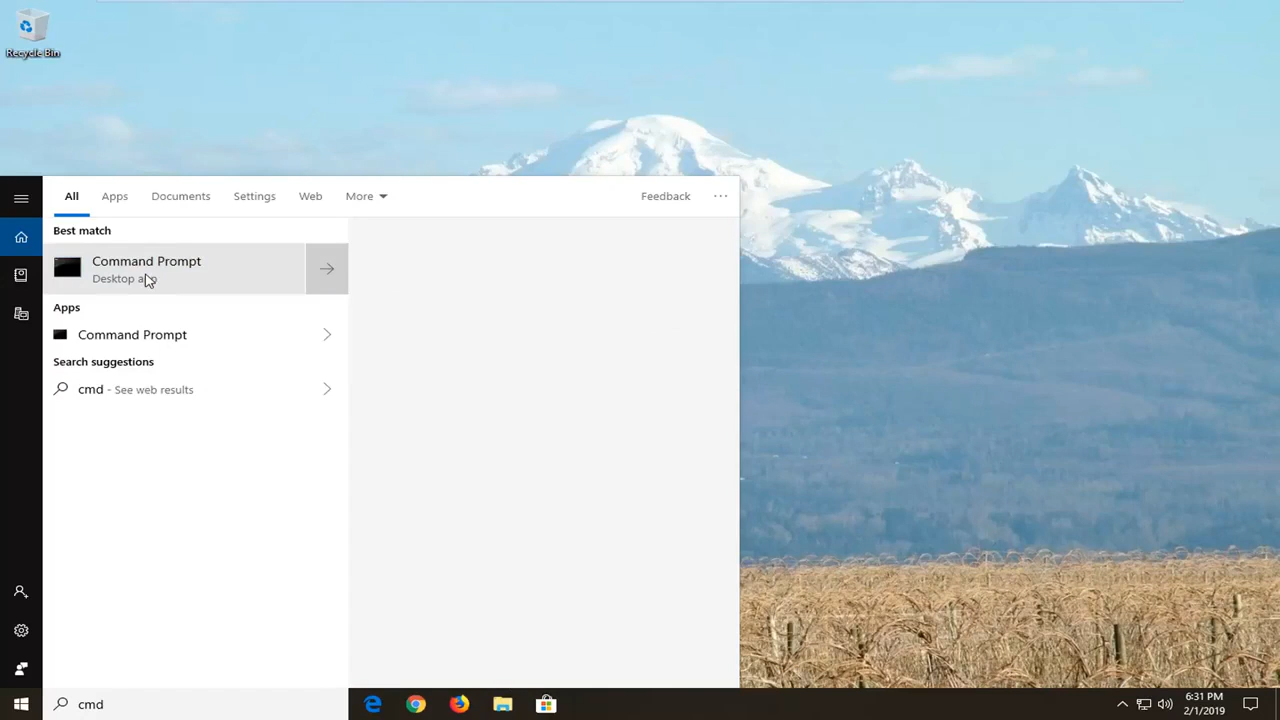 Recycle Bin
All Apps Documents Settings Web More Feedback
Best match
Command Prompt
Desktop app
Apps
Command Prompt
Search suggestions
cmd - See web results
cmd
6:31 PM
2/1/2019